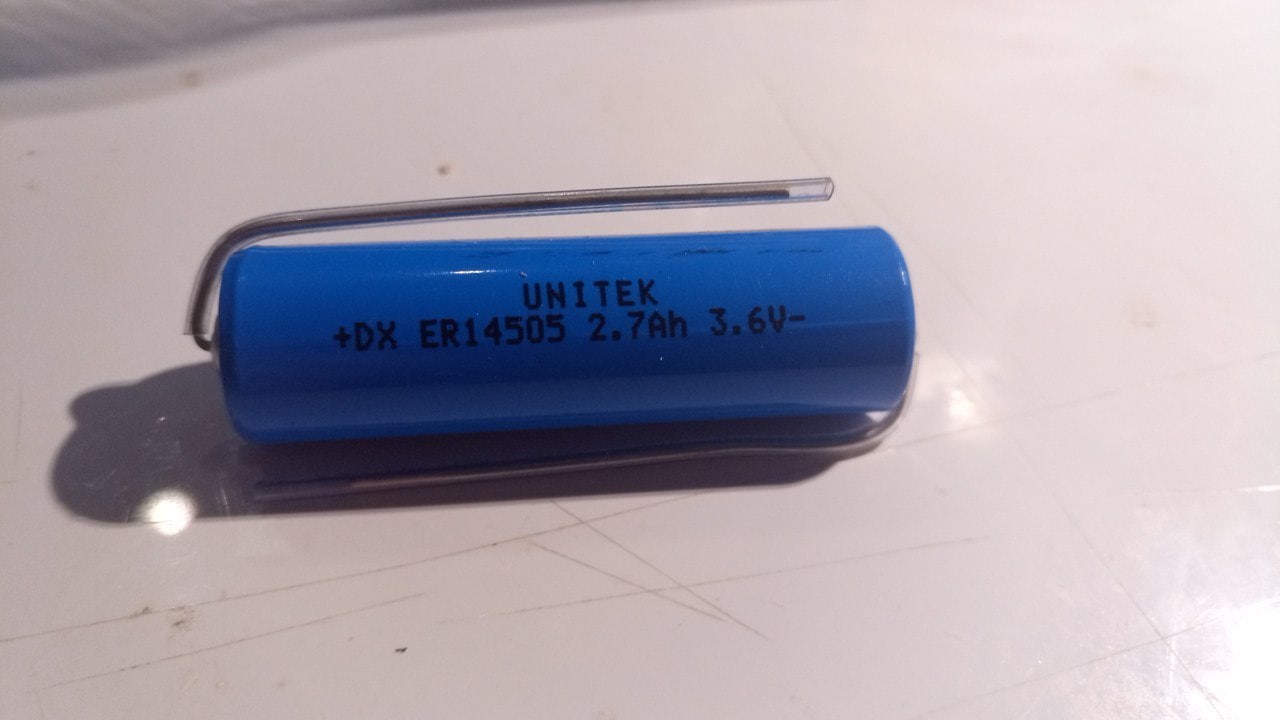 UNITEK
+DX ER14505 2.7Ah 3.6V-